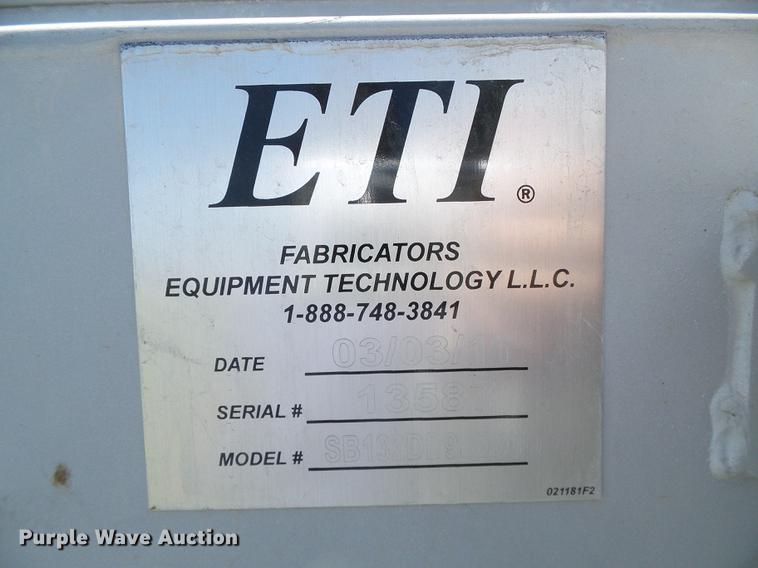 ETI®
FABRICATORS
EQUIPMENT TECHNOLOGY L.L.C.
1-888-748-3841
DATE
SERIAL #
MODEL #
021181F2
Purple Wave Auction